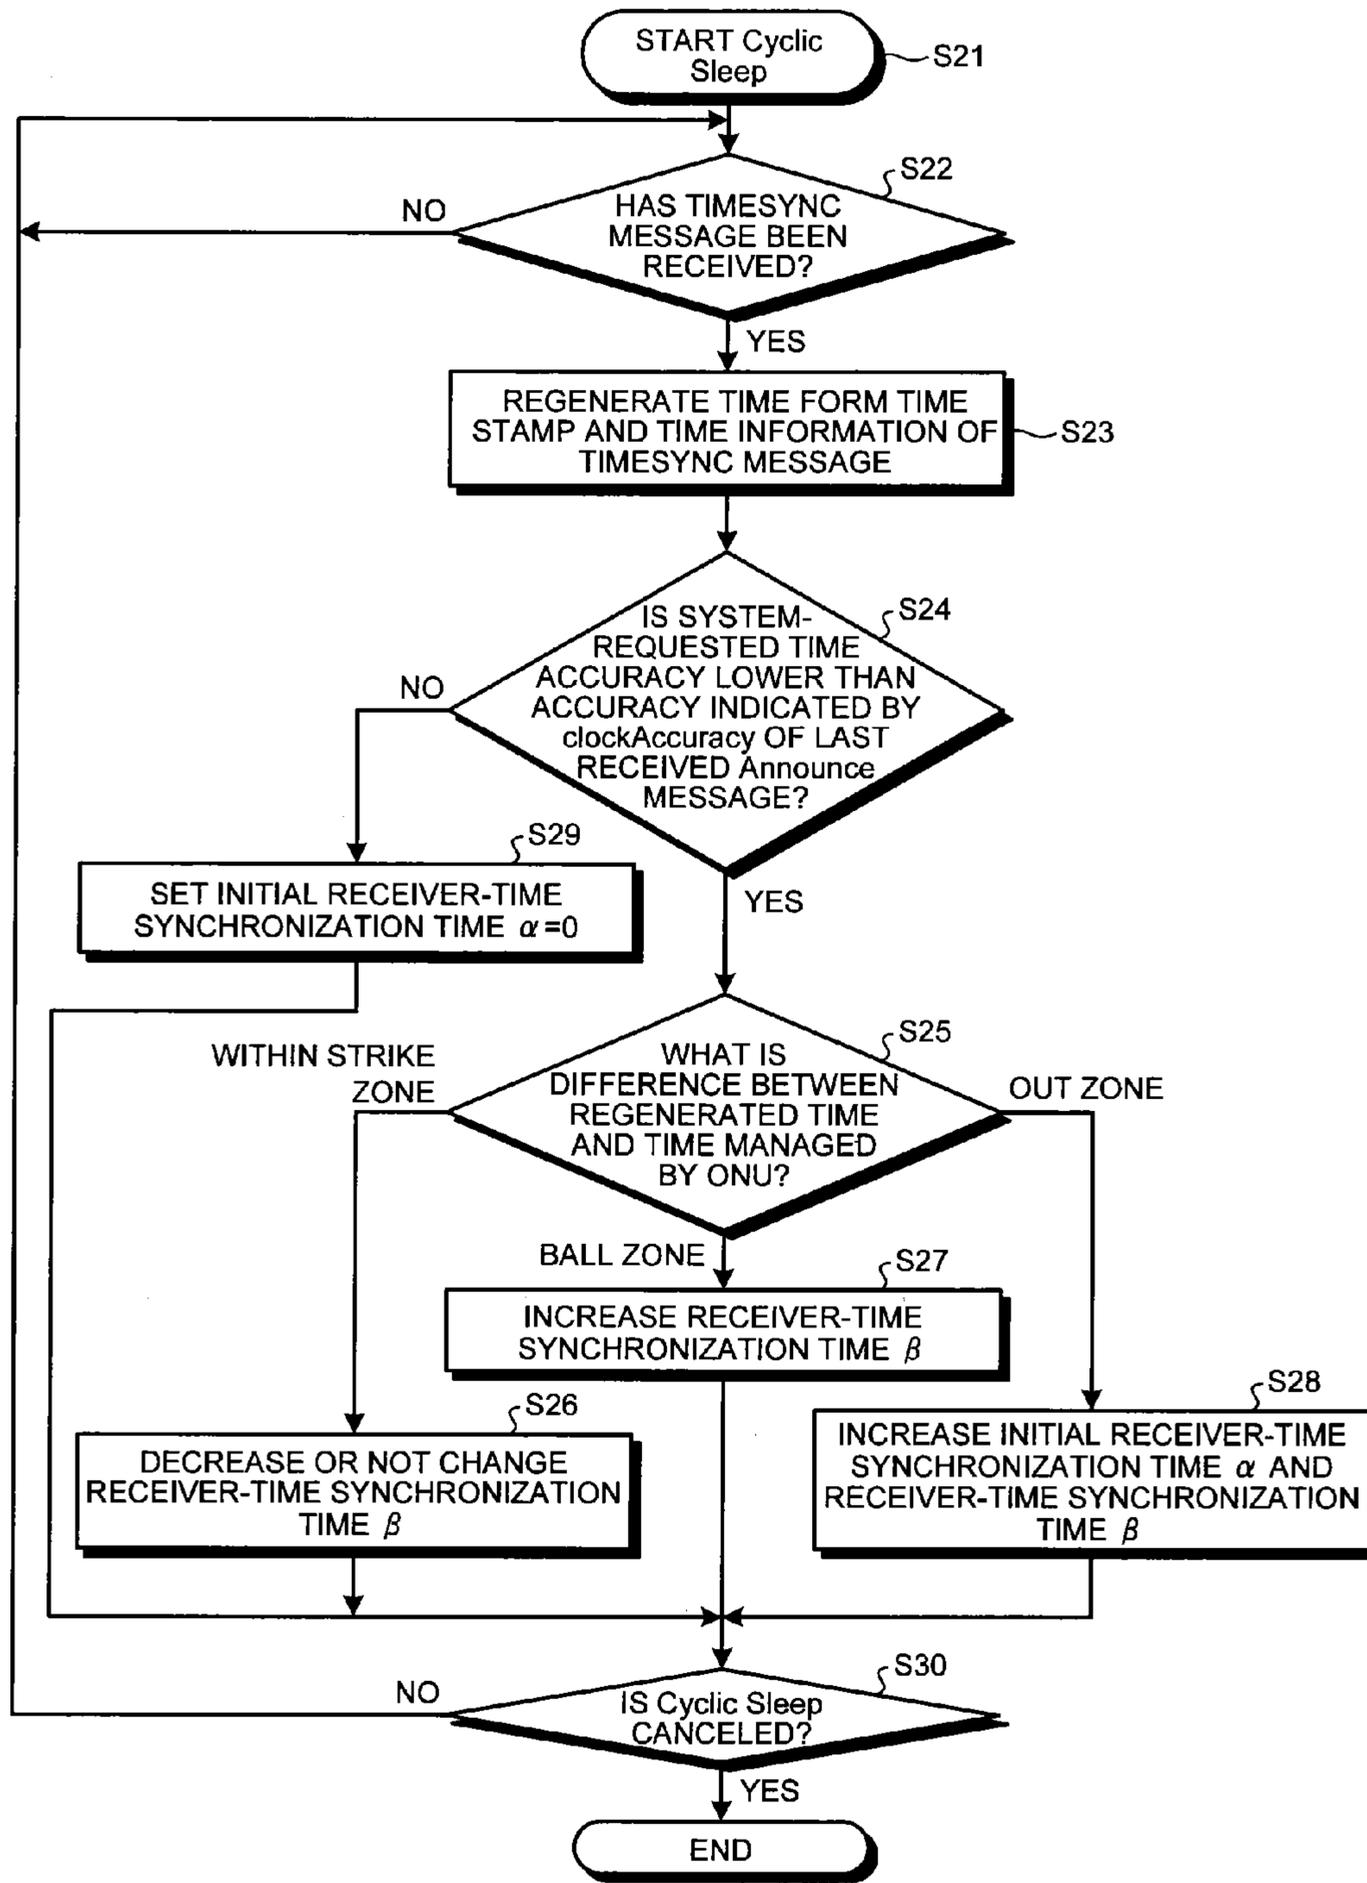 START Cyclic
Sleep
S21
S22
HAS TIMESYNC
MESSAGE BEEN
RECEIVED?
NO
YES
REGENERATE TIME FORM TIME
STAMP AND TIME INFORMATION OF
TIMESYNC MESSAGE
S23
S24
IS SYSTEM-
REQUESTED TIME
ACCURACY LOWER THAN
ACCURACY INDICATED BY
clockAccuracy OF LAST
RECEIVED Announce
MESSAGE?
NO
YES
S29
SET INITIAL RECEIVER-TIME
SYNCHRONIZATION TIME α=0
S25
WHAT IS
DIFFERENCE BETWEEN
REGENERATED TIME
AND TIME MANAGED
BY ONU?
WITHIN STRIKE
ZONE
OUT ZONE
BALL ZONE
S27
INCREASE RECEIVER-TIME
SYNCHRONIZATION TIME β
S26
DECREASE OR NOT CHANGE
RECEIVER-TIME SYNCHRONIZATION
TIME β
S28
INCREASE INITIAL RECEIVER-TIME
SYNCHRONIZATION TIME α AND
RECEIVER-TIME SYNCHRONIZATION
TIME β
S30
IS Cyclic Sleep
CANCELED?
NO
YES
END